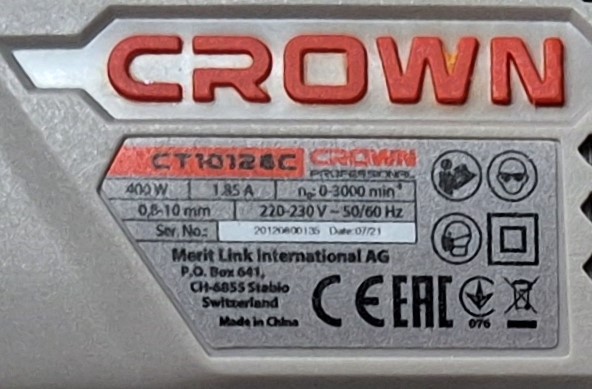 CROWN
CT10126C CROWN
PROFESSIONAL
400 W 1.85 A n₀: 0-3000 min⁻¹
0,8-10 mm 220-230 V ~ 50/60 Hz
Ser. No.: 20120800135 Date:07/21
Merit Link International AG
P.O. Box 641,
CH-6855 Stabio
Switzerland
Made in China
CE EAC
076